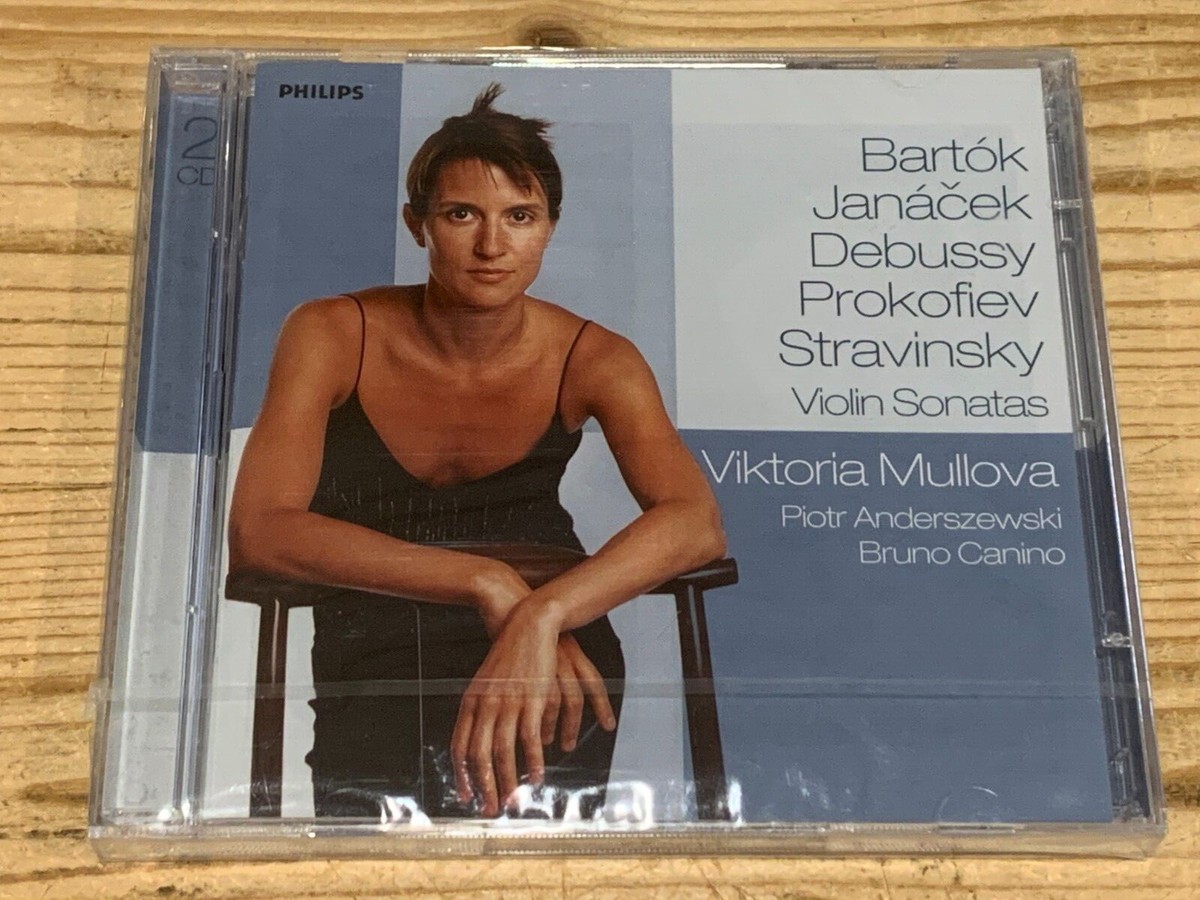 PHILIPS
2
CD
Bartók
Janáček
Debussy
Prokofiev
Stravinsky
Violin Sonatas
Viktoria Mullova
Piotr Anderszewski
Bruno Canino